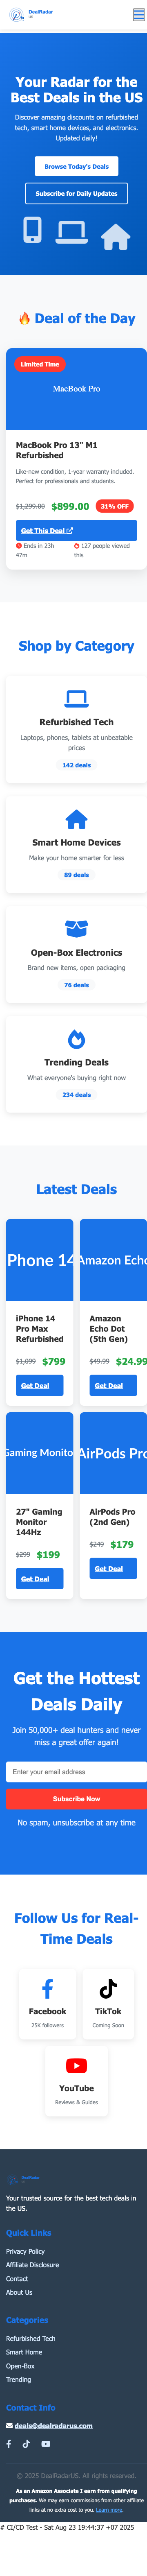 DealRadar
US
Your Radar for the
Best Deals in the US
Discover amazing discounts on refurbished
tech, smart home devices, and electronics.
Updated daily!
Browse Today's Deals
Subscribe for Daily Updates
🔥 Deal of the Day
Limited Time
MacBook Pro
MacBook Pro 13" M1
Refurbished
Like-new condition, 1-year warranty included.
Perfect for professionals and students.
$1,299.00 $899.00 31% OFF
Get This Deal
Ends in 23h
47m
127 people viewed
this
Shop by Category
Refurbished Tech
Laptops, phones, tablets at unbeatable
prices
142 deals
Smart Home Devices
Make your home smarter for less
89 deals
Open-Box Electronics
Brand new items, open packaging
76 deals
Trending Deals
What everyone's buying right now
234 deals
Latest Deals
Phone 14
iPhone 14
Pro Max
Refurbished
$1,099 $799
Get Deal
Amazon Echo
Amazon
Echo Dot
(5th Gen)
$49.99 $24.99
Get Deal
Gaming Monitor
27" Gaming
Monitor
144Hz
$299 $199
Get Deal
AirPods Pro
AirPods Pro
(2nd Gen)
$249 $179
Get Deal
Get the Hottest
Deals Daily
Join 50,000+ deal hunters and never
miss a great offer again!
Enter your email address
Subscribe Now
No spam, unsubscribe at any time
Follow Us for Real-
Time Deals
Facebook
25K followers
TikTok
Coming Soon
YouTube
Reviews & Guides
DealRadar
Your trusted source for the best tech deals in
the US.
Quick Links
Privacy Policy
Affiliate Disclosure
Contact
About Us
Categories
Refurbished Tech
Smart Home
Open-Box
Trending
Contact Info
deals@dealradarus.com
© 2025 DealRadarUS. All rights reserved.
As an Amazon Associate I earn from qualifying
purchases. We may earn commissions from other affiliate
links at no extra cost to you. Learn more.
# CI/CD Test - Sat Aug 23 19:44:37 +07 2025